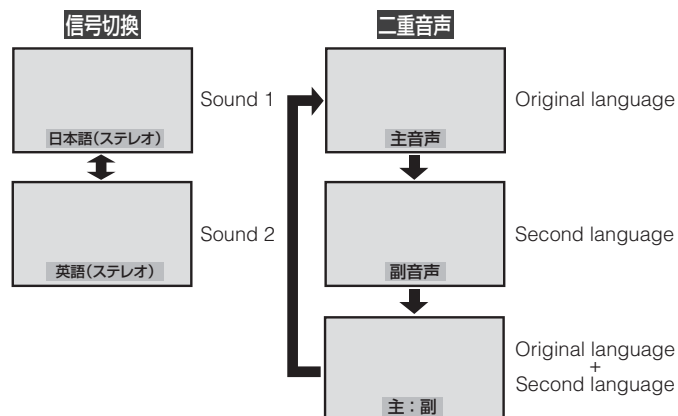 信号切換
日本語(ステレオ)
Sound 1
英語(ステレオ)
Sound 2
二重音声
主音声
Original language
副音声
Second language
主：副
Original language
+
Second language